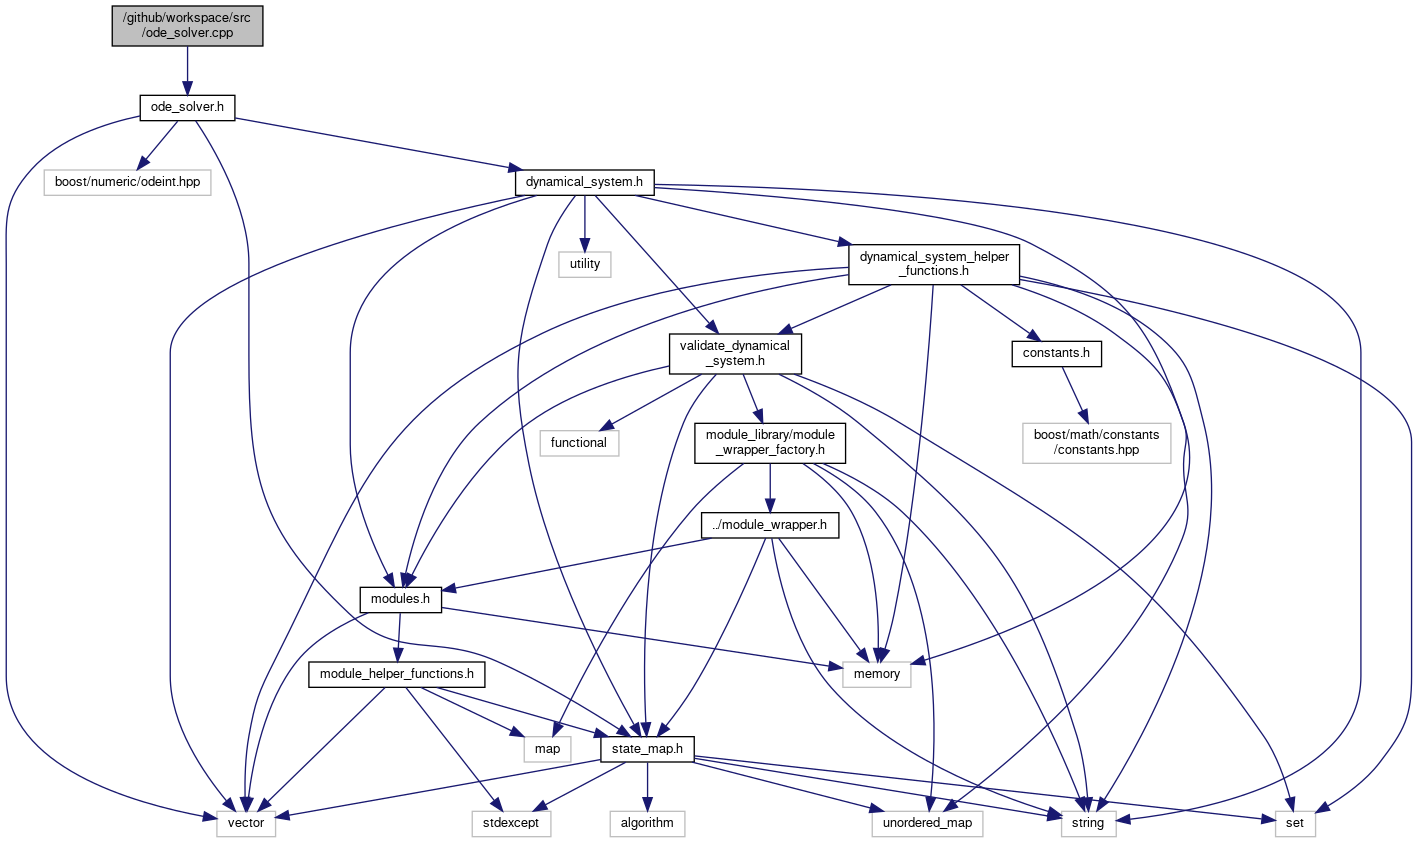 /github/workspace/src
/ode_solver.cpp
ode_solver.h
boost/numeric/odeint.hpp
dynamical_system.h
utility
dynamical_system_helper
_functions.h
validate_dynamical
_system.h
constants.h
functional
module_library/module
_wrapper_factory.h
boost/math/constants
/constants.hpp
../module_wrapper.h
modules.h
module_helper_functions.h
memory
map
state_map.h
vector
stdexcept
algorithm
unordered_map
string
set